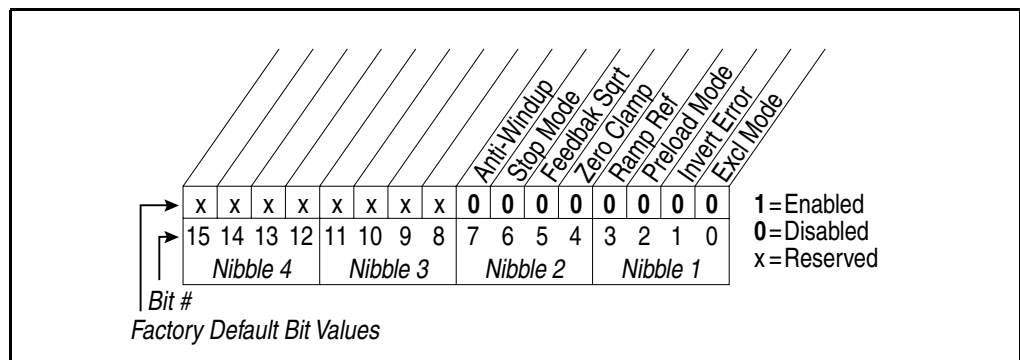 Anti-Windup
Stop Mode
Feedbak Sqrt
Zero Clamp
Ramp Ref
Preload Mode
Invert Error
Excl Mode
x x x x x x x x 0 0 0 0 0 0 0 0
15 14 13 12 11 10 9 8 7 6 5 4 3 2 1 0
Nibble 4 Nibble 3 Nibble 2 Nibble 1
1=Enabled
0=Disabled
x=Reserved
Bit #
Factory Default Bit Values